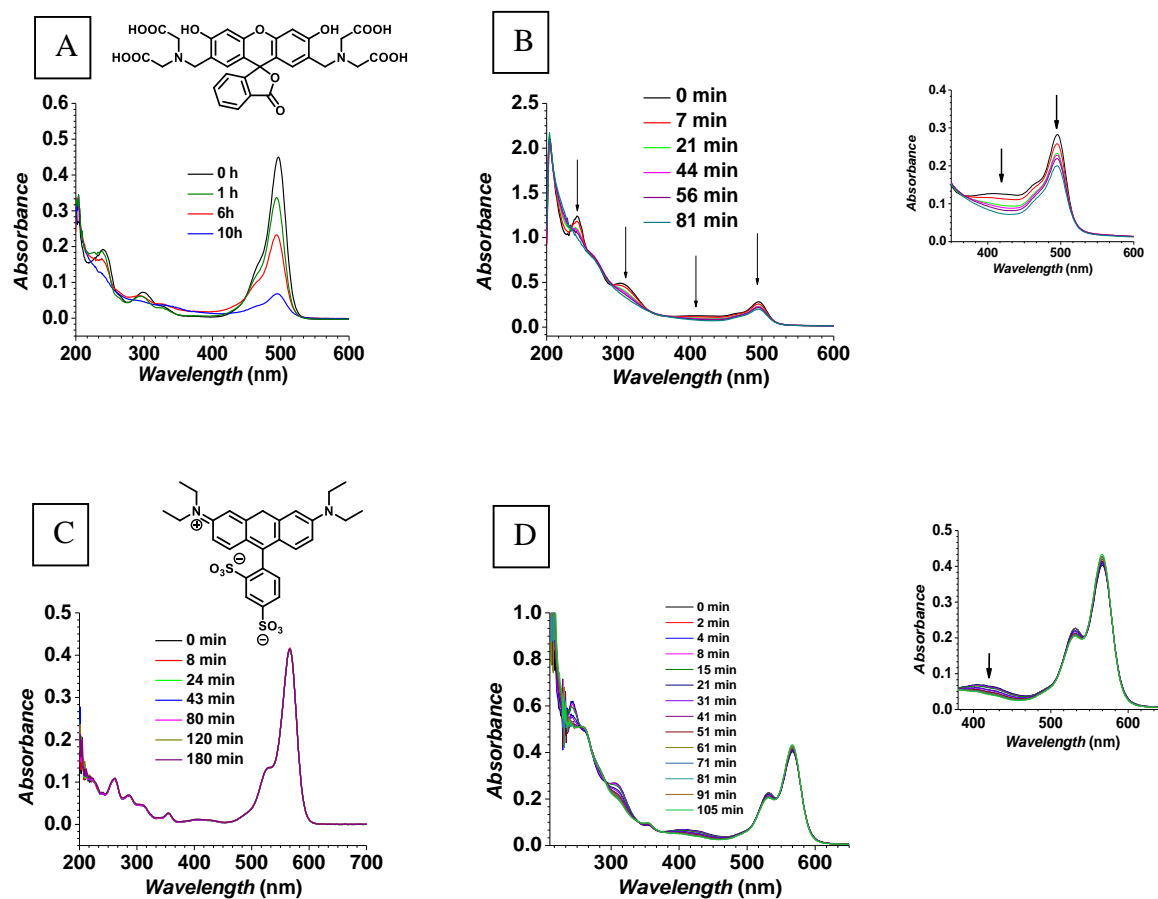 A
HOOC
HO
O
OH
COOH
HOOC
N
N
COOH
O
O
Absorbance
0.6
0.5
0.4
0.3
0.2
0.1
0.0
0 h
1 h
6h
10h
200 300 400 500 600
Wavelength (nm)
B
Absorbance
2.5
2.0
1.5
1.0
0.5
0.0
0 min
7 min
21 min
44 min
56 min
81 min
200 300 400 500 600
Wavelength (nm)
Absorbance
0.4
0.3
0.2
0.1
0.0
400 500 600
Wavelength (nm)
C
N
⊕
N
⊖
O₃S
SO₃
⊖
Absorbance
0.5
0.4
0.3
0.2
0.1
0.0
0 min
8 min
24 min
43 min
80 min
120 min
180 min
200 300 400 500 600 700
Wavelength (nm)
D
Absorbance
1.0
0.8
0.6
0.4
0.2
0.0
0 min
2 min
4 min
8 min
15 min
21 min
31 min
41 min
51 min
61 min
71 min
81 min
91 min
105 min
300 400 500 600
Wavelength (nm)
Absorbance
0.5
0.4
0.3
0.2
0.1
0.0
400 500 600
Wavelength (nm)